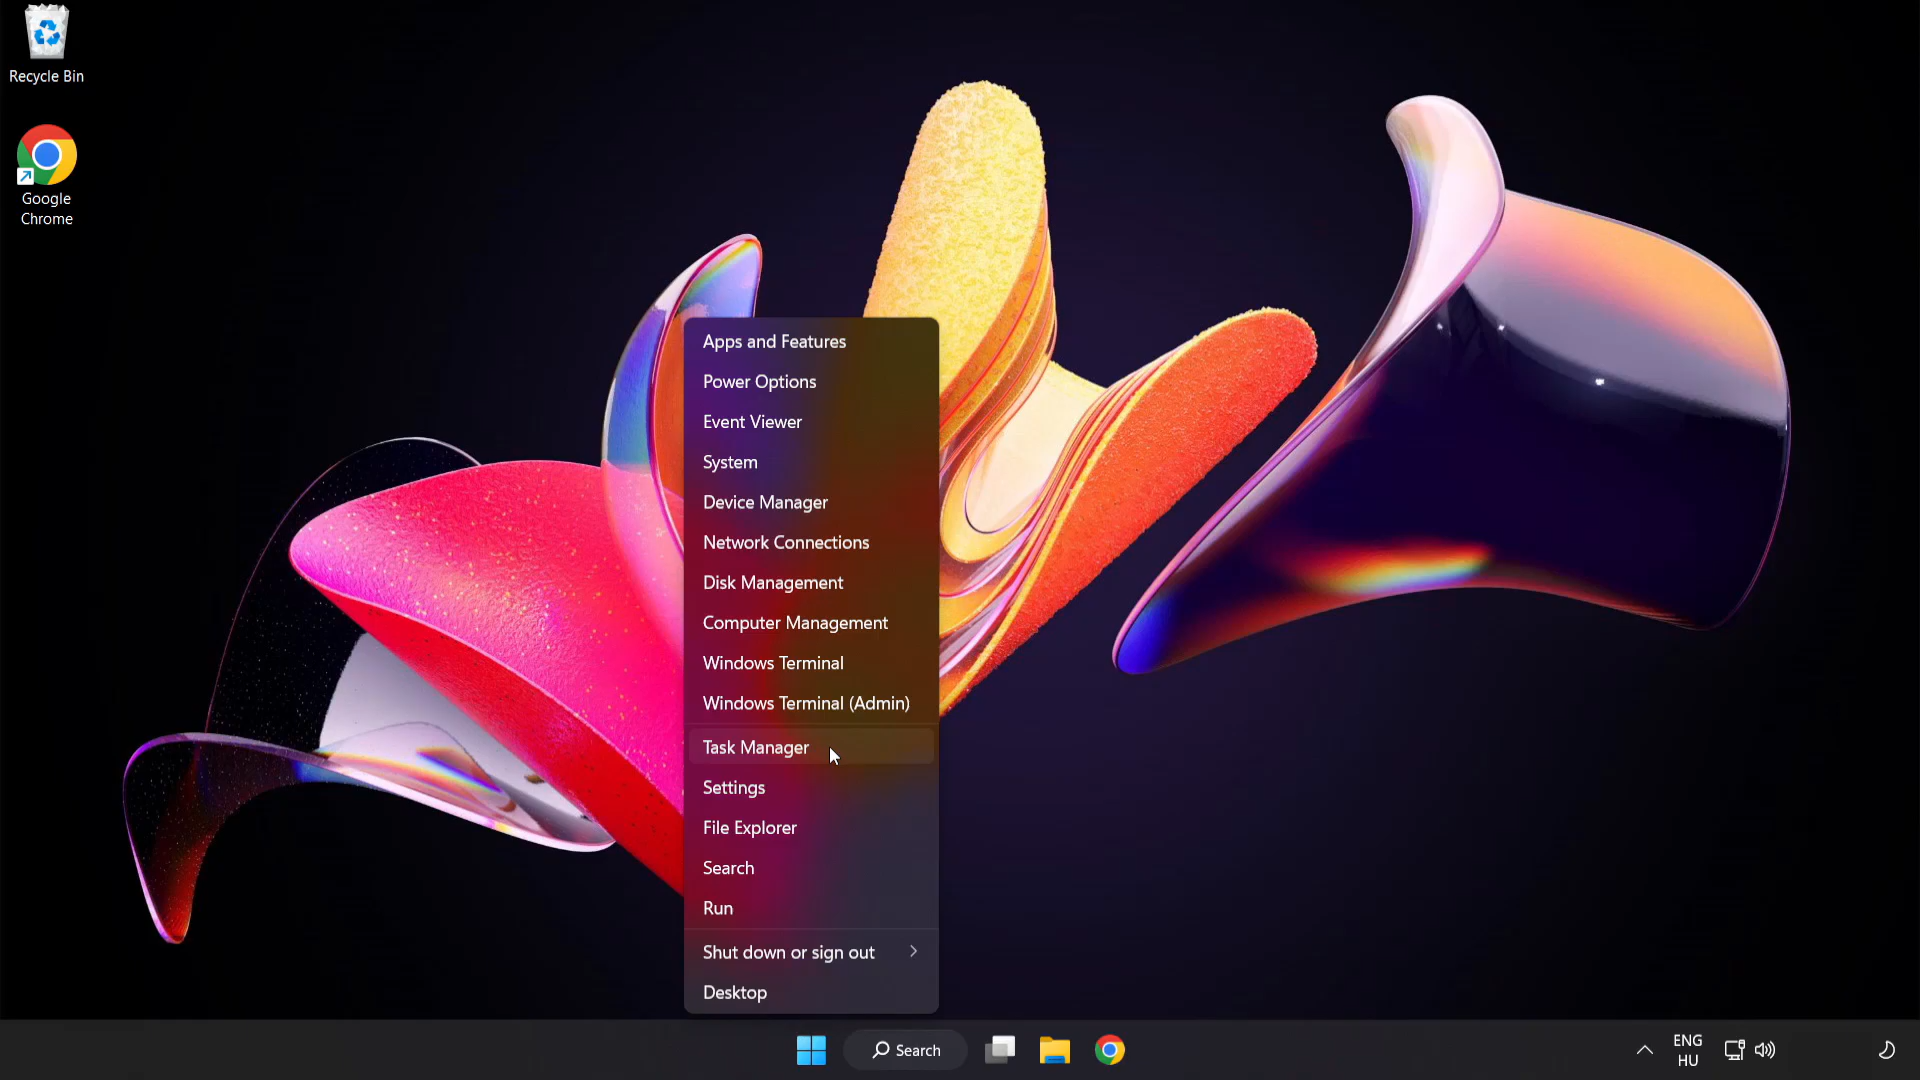 Recycle Bin
Google
Chrome
Apps and Features
Power Options
Event Viewer
System
Device Manager
Network Connections
Disk Management
Computer Management
Windows Terminal
Windows Terminal (Admin)
Task Manager
Settings
File Explorer
Search
Run
Shut down or sign out
Desktop
Search
ENG
HU